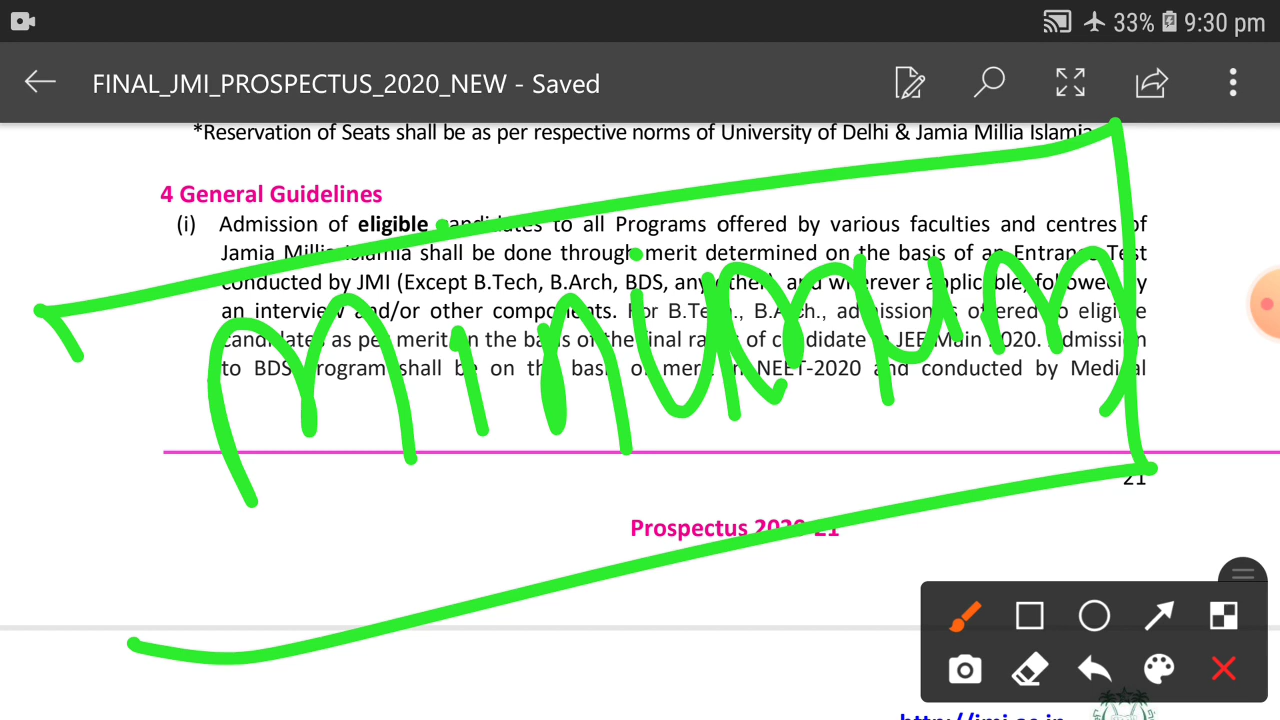 33% 9:30 pm
FINAL_JMI_PROSPECTUS_2020_NEW - Saved
*Reservation of Seats shall be as per respective norms of University of Delhi & Jamia Millia Islamia
4 General Guidelines
(i) Admission of eligible candidates to all Programs offered by various faculties and centres of
Jamia Millia Islamia shall be done through merit determined on the basis of an Entrance Test
conducted by JMI (Except B.Tech, B.Arch, BDS, any other), and wherever applicable, followed by
an interview and/or other components. For B.Tech., B.Arch., admission is offered to eligible
candidates as per merit on the basis of the final rank of candidate in JEE Main 2020. Admission
to BDS Program shall be on the basis of merit in NEET-2020 and conducted by Medical
minimum
21
Prospectus 2020-21
http://jmi.ac.in